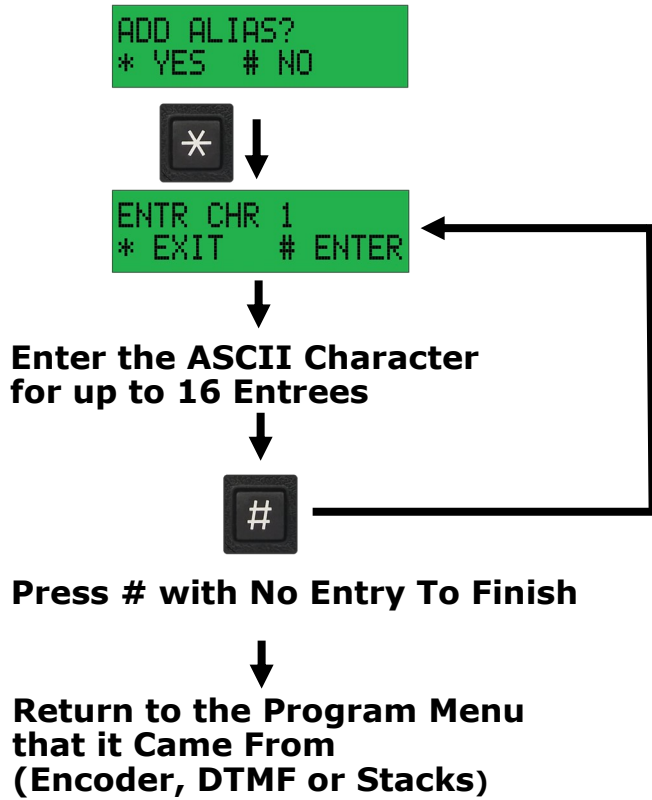 ADD ALIAS?
* YES # NO
*
ENTR CHR 1
* EXIT # ENTER
Enter the ASCII Character
for up to 16 Entrees
#
Press # with No Entry To Finish
Return to the Program Menu
that it Came From
(Encoder, DTMF or Stacks)